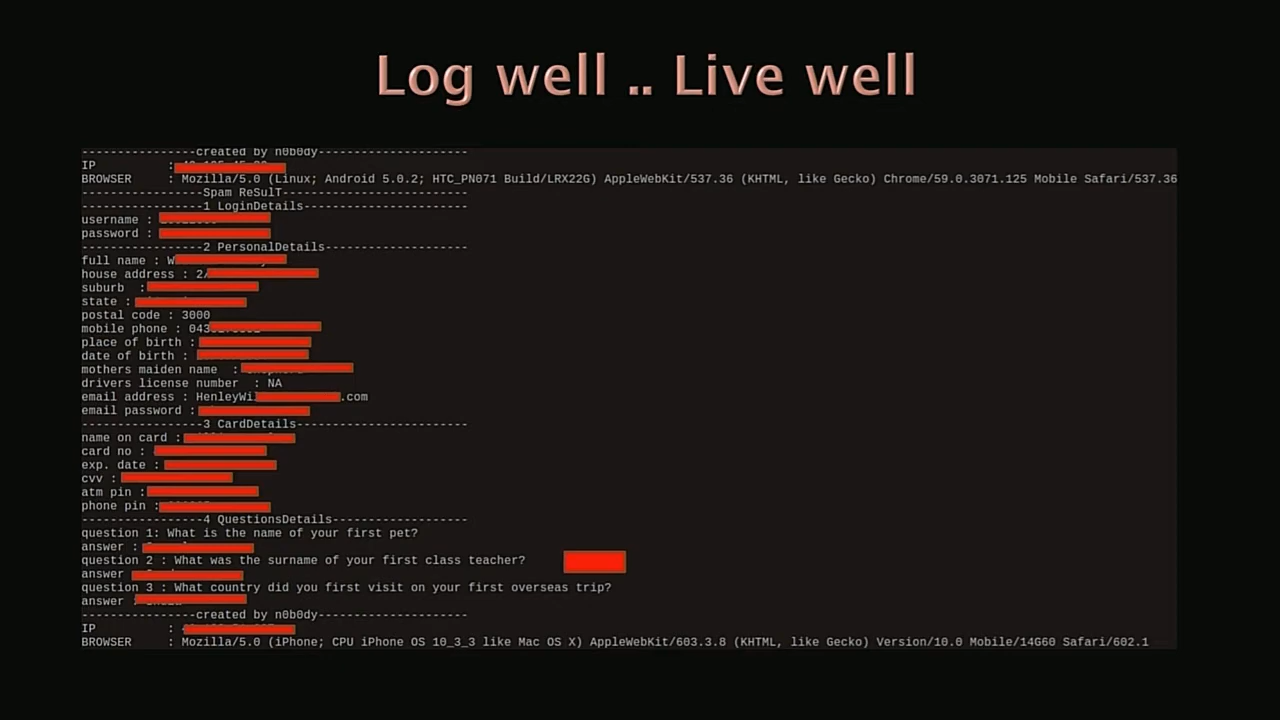 Log well .. Live well
----------------created by n0b0dy---------------------
IP :
BROWSER : Mozilla/5.0 (Linux; Android 5.0.2; HTC_PN071 Build/LRX22G) AppleWebKit/537.36 (KHTML, like Gecko) Chrome/59.0.3071.125 Mobile Safari/537.36
-----------------Spam ReSulT----------------------
-----------------1 LoginDetails--------------------
username :
password :
-----------------2 PersonalDetails--------------------
full name : W
house address : 2/
suburb :
state :
postal code : 3000
mobile phone : 043
place of birth :
date of birth :
mothers maiden name :
drivers license number : NA
email address : HenleyWi .com
email password :
-----------------3 CardDetails------------------------
name on card :
card no :
exp. date :
cvv :
atm pin :
phone pin :
-----------------4 QuestionsDetails-------------------
question 1: What is the name of your first pet?
answer :
question 2 : What was the surname of your first class teacher?
answer
question 3 : What country did you first visit on your first overseas trip?
answer :
----------------created by n0b0dy---------------------
IP :
BROWSER : Mozilla/5.0 (iPhone; CPU iPhone OS 10_3_3 like Mac OS X) AppleWebKit/603.3.8 (KHTML, like Gecko) Version/10.0 Mobile/14G60 Safari/602.1